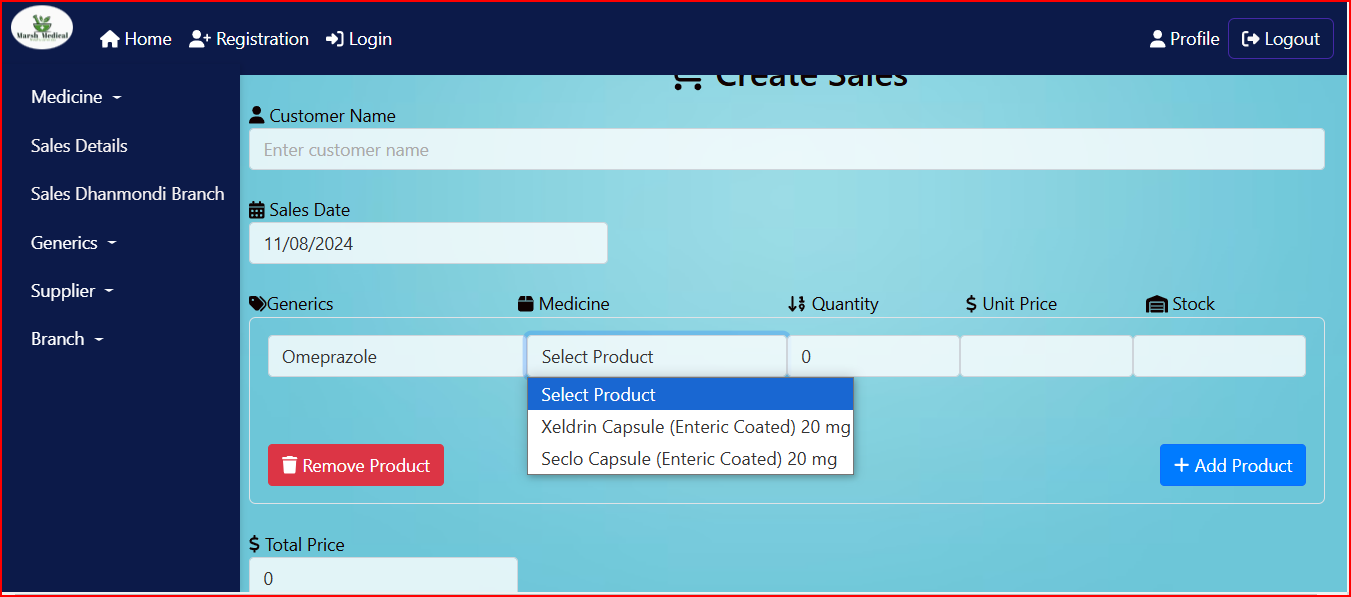 Marsh Medical
Home Registration Login Profile Logout
Medicine
Sales Details
Sales Dhanmondi Branch
Generics
Supplier
Branch
Create Sales
Customer Name
Enter customer name
Sales Date
11/08/2024
Generics Medicine Quantity $ Unit Price Stock
Omeprazole Select Product 0
Select Product
Xeldrin Capsule (Enteric Coated) 20 mg
Seclo Capsule (Enteric Coated) 20 mg
Remove Product + Add Product
$ Total Price
0